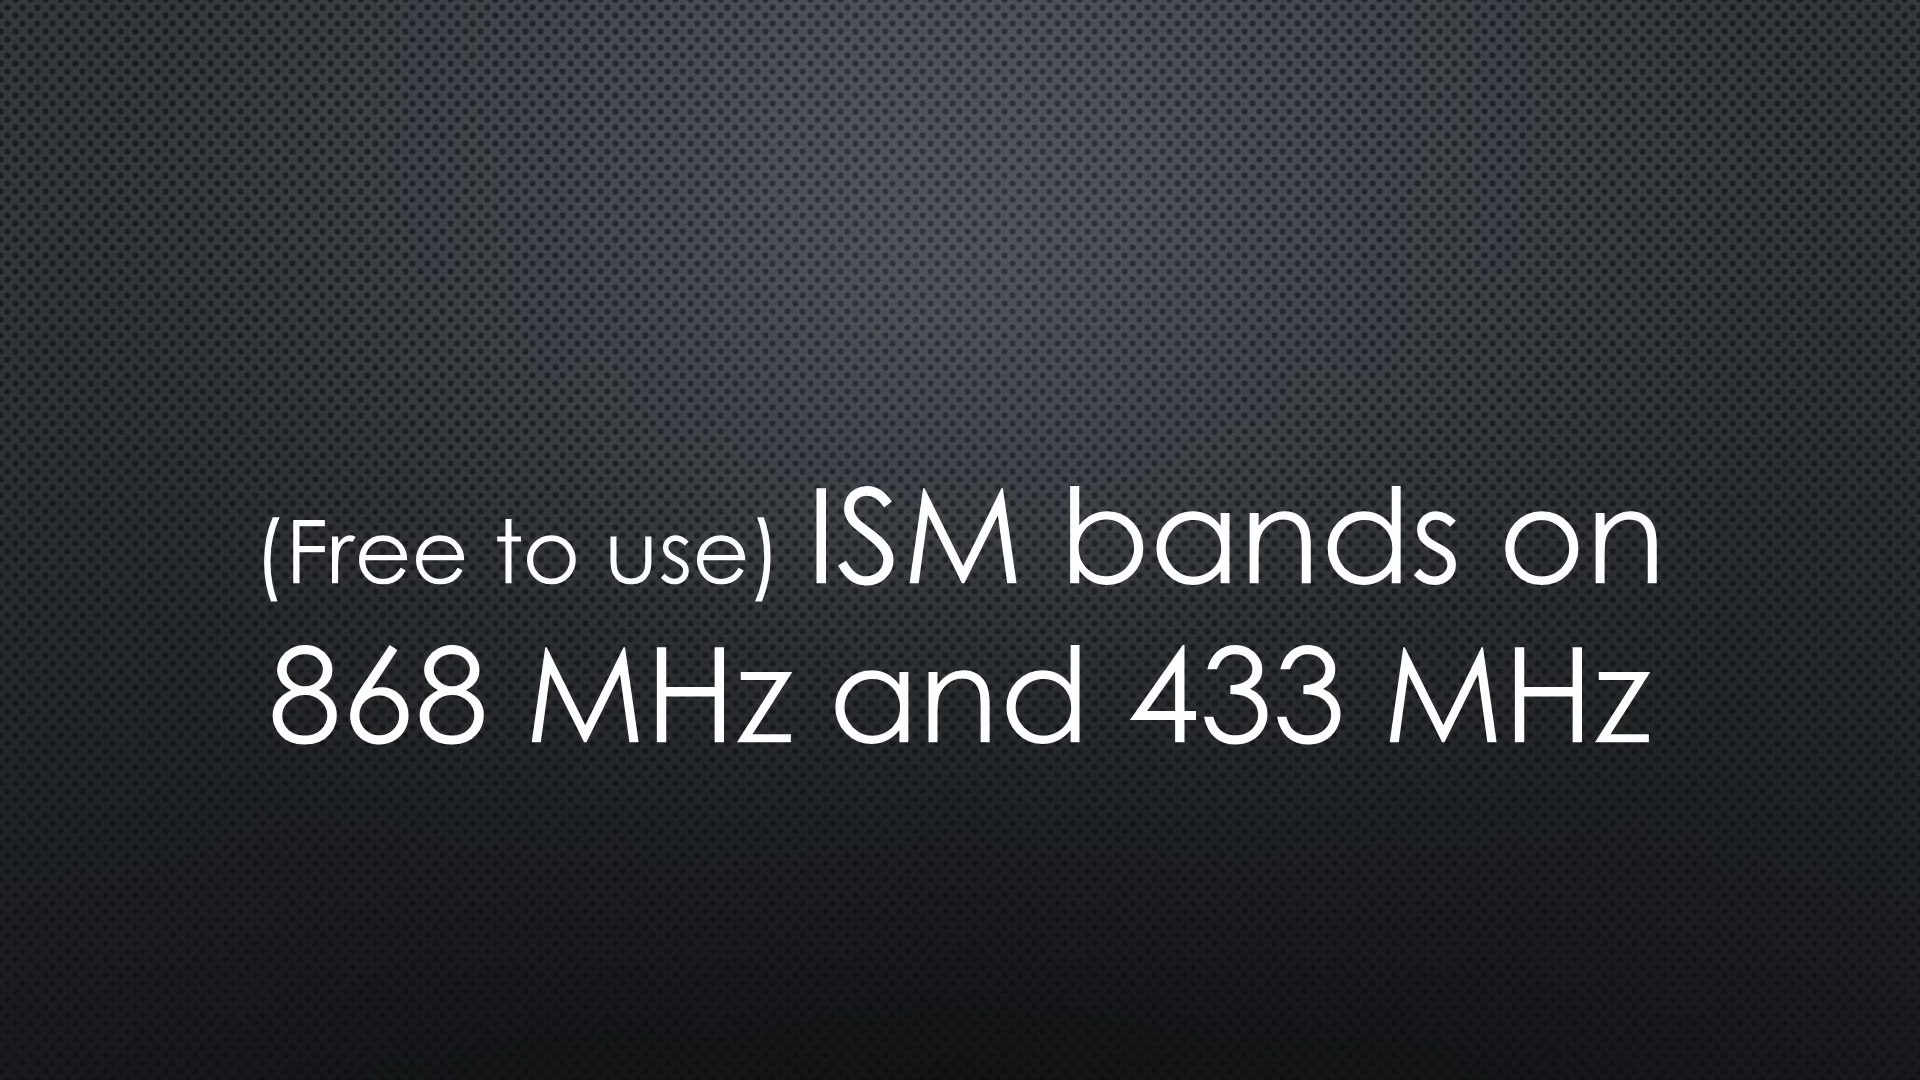 (Free to use) ISM bands on
868 MHz and 433 MHz